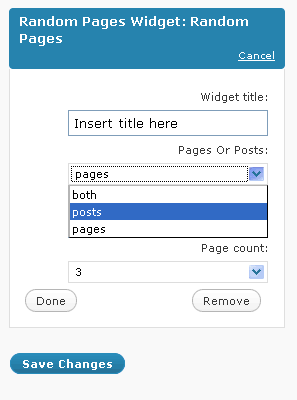 Random Pages Widget: Random
Pages
Cancel
Widget title:
Insert title here
Pages Or Posts:
pages
both
posts
pages
Page count:
3
Done
Remove
Save Changes